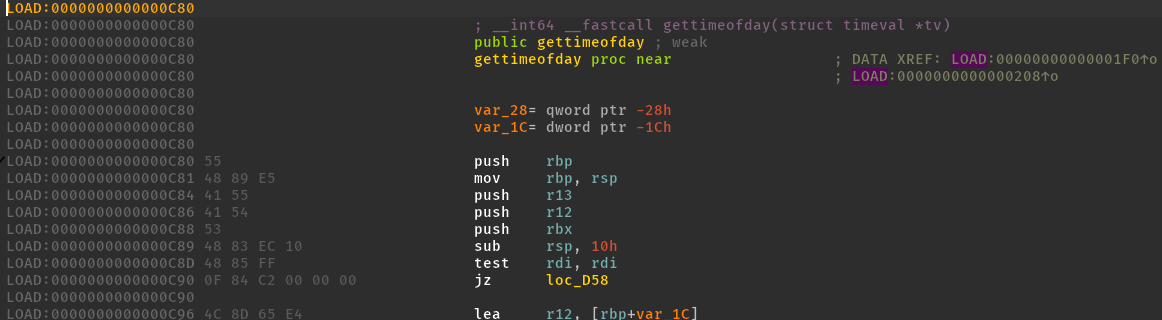 LOAD:0000000000000C80
LOAD:0000000000000C80 ; __int64 __fastcall gettimeofday(struct timeval *tv)
LOAD:0000000000000C80 public gettimeofday ; weak
LOAD:0000000000000C80 gettimeofday proc near ; DATA XREF: LOAD:00000000000001F0↑o
LOAD:0000000000000C80 ; LOAD:0000000000000208↑o
LOAD:0000000000000C80
LOAD:0000000000000C80 var_28= qword ptr -28h
LOAD:0000000000000C80 var_1C= dword ptr -1Ch
LOAD:0000000000000C80
LOAD:0000000000000C80 55 push rbp
LOAD:0000000000000C81 48 89 E5 mov rbp, rsp
LOAD:0000000000000C84 41 55 push r13
LOAD:0000000000000C86 41 54 push r12
LOAD:0000000000000C88 53 push rbx
LOAD:0000000000000C89 48 83 EC 10 sub rsp, 10h
LOAD:0000000000000C8D 48 85 FF test rdi, rdi
LOAD:0000000000000C90 0F 84 C2 00 00 00 jz loc_D58
LOAD:0000000000000C90
LOAD:0000000000000C96 4C 8D 65 E4 lea r12, [rbp+var_1C]